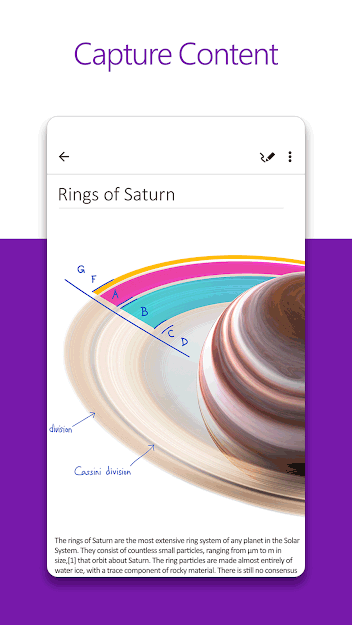 Capture Content
Rings of Saturn
G
F
A
B
C
D
division
Cassini division
The rings of Saturn are the most extensive ring system of any planet in the Solar
System. They consist of countless small particles, ranging from μm to m in
size,[1] that orbit about Saturn. The ring particles are made almost entirely of
water ice, with a trace component of rocky material. There is still no consensus